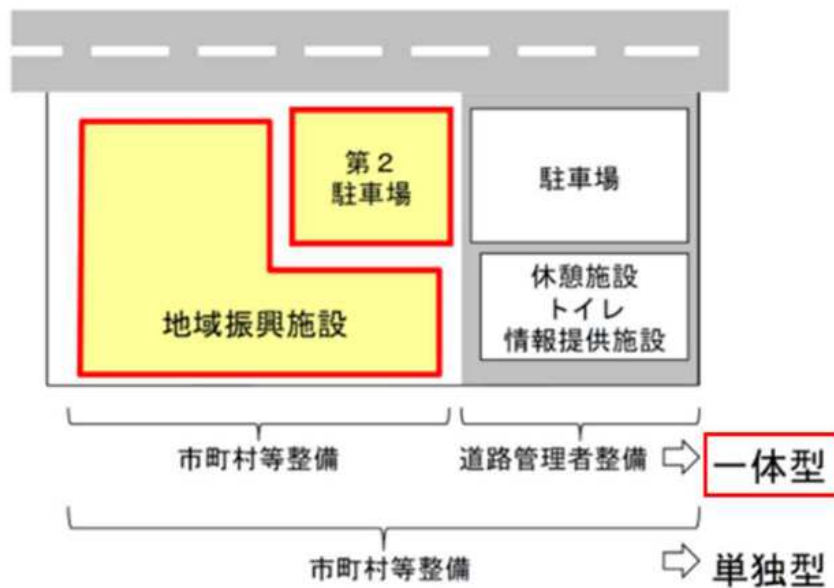 第２
駐車場
駐車場
地域振興施設
休憩施設
トイレ
情報提供施設
市町村等整備
道路管理者整備
一体型
市町村等整備
単独型